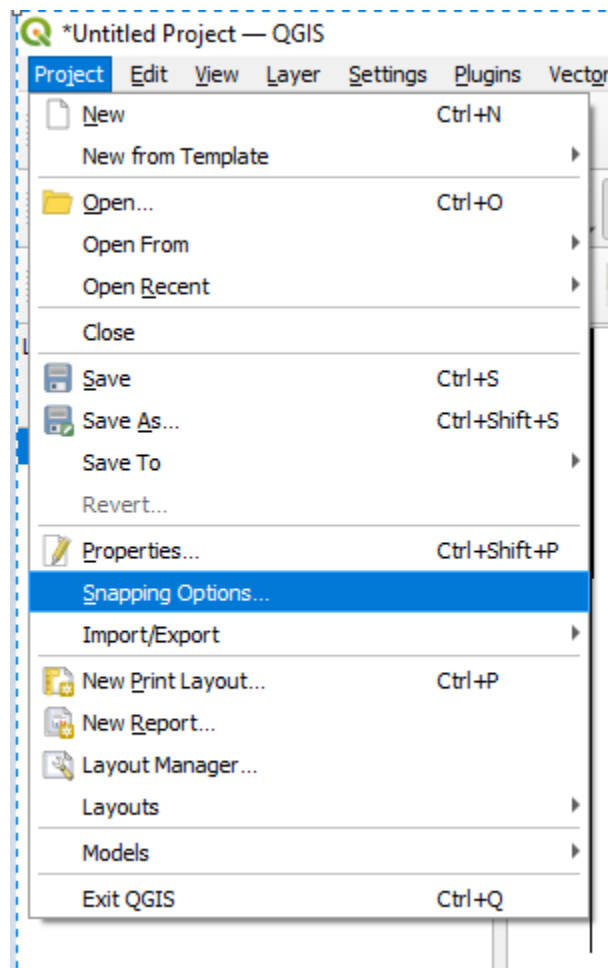 *Untitled Project — QGIS
Project Edit View Layer Settings Plugins Vector
New Ctrl+N
New from Template
Open... Ctrl+O
Open From
Open Recent
Close
Save Ctrl+S
Save As... Ctrl+Shift+S
Save To
Revert...
Properties... Ctrl+Shift+P
Snapping Options...
Import/Export
New Print Layout... Ctrl+P
New Report...
Layout Manager...
Layouts
Models
Exit QGIS Ctrl+Q